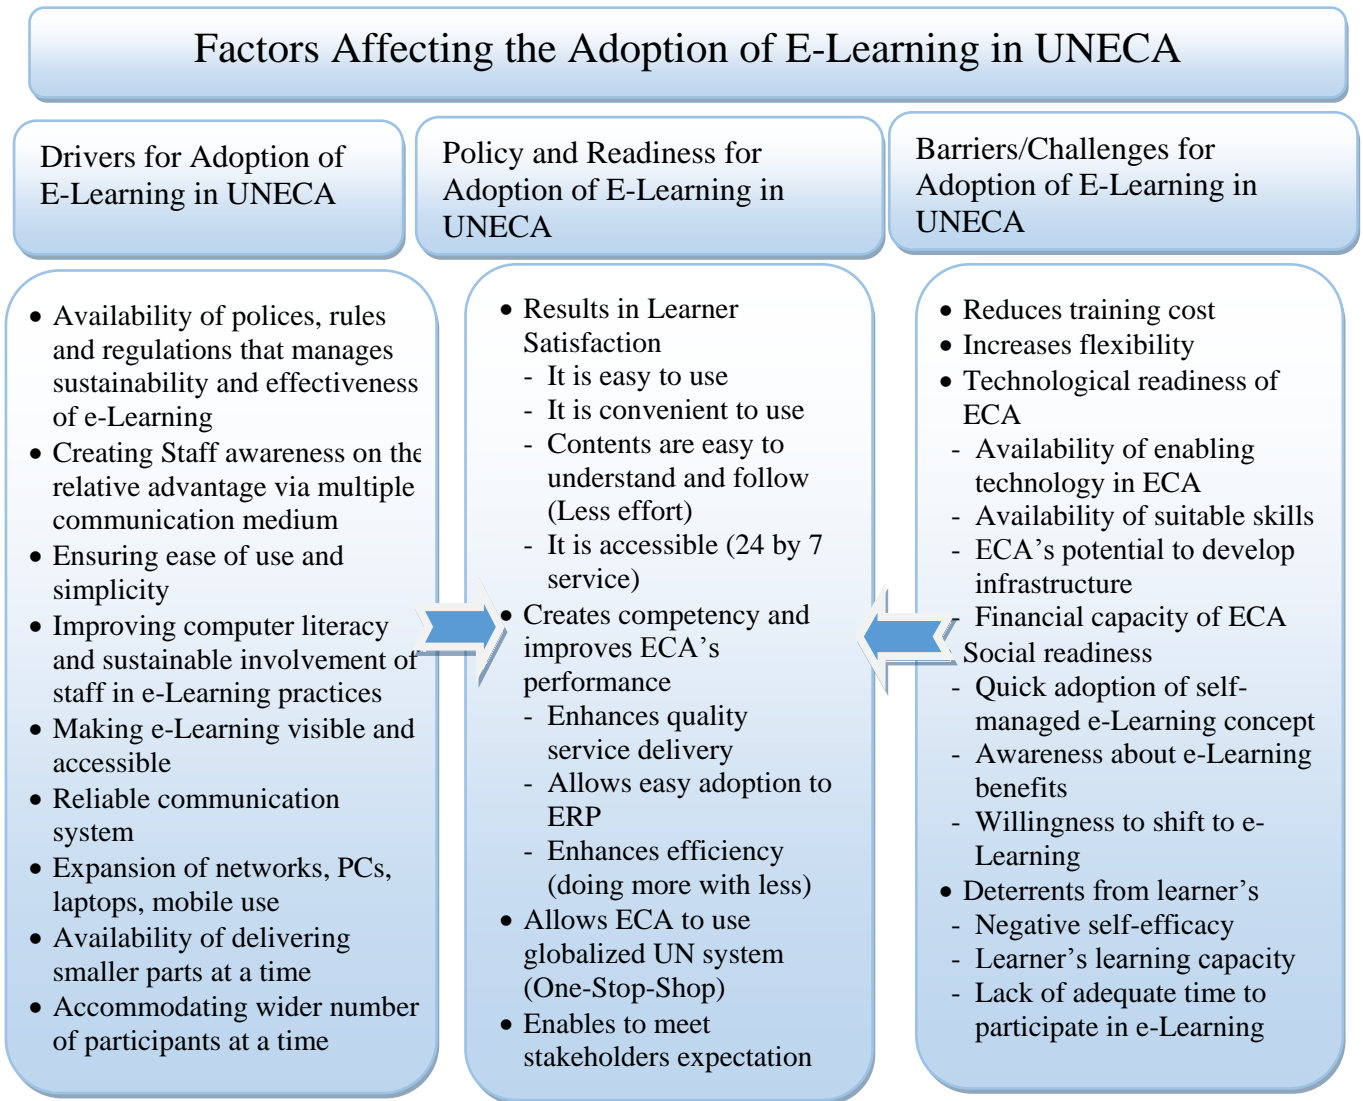 Factors Affecting the Adoption of E-Learning in UNECA
Drivers for Adoption of
E-Learning in UNECA
Policy and Readiness for
Adoption of E-Learning in
UNECA
Barriers/Challenges for
Adoption of E-Learning in
UNECA
• Availability of polices, rules
and regulations that manages
sustainability and effectiveness
of e-Learning
• Creating Staff awareness on the
relative advantage via multiple
communication medium
• Ensuring ease of use and
simplicity
• Improving computer literacy
and sustainable involvement of
staff in e-Learning practices
• Making e-Learning visible and
accessible
• Reliable communication
system
• Expansion of networks, PCs,
laptops, mobile use
• Availability of delivering
smaller parts at a time
• Accommodating wider number
of participants at a time
• Results in Learner
Satisfaction
- It is easy to use
- It is convenient to use
- Contents are easy to
understand and follow
(Less effort)
- It is accessible (24 by 7
service)
• Creates competency and
improves ECA’s
performance
- Enhances quality
service delivery
- Allows easy adoption to
ERP
- Enhances efficiency
(doing more with less)
• Allows ECA to use
globalized UN system
(One-Stop-Shop)
• Enables to meet
stakeholders expectation
• Reduces training cost
• Increases flexibility
• Technological readiness of
ECA
- Availability of enabling
technology in ECA
- Availability of suitable skills
- ECA’s potential to develop
infrastructure
- Financial capacity of ECA
Social readiness
- Quick adoption of self-
managed e-Learning concept
- Awareness about e-Learning
benefits
- Willingness to shift to e-
Learning
• Deterrents from learner’s
- Negative self-efficacy
- Learner’s learning capacity
- Lack of adequate time to
participate in e-Learning